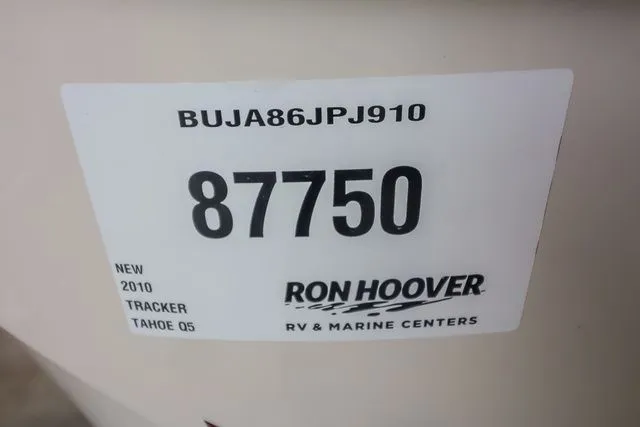 BUJA86JPJ910
87750
NEW
2010
TRACKER
TAHOE Q5
RON HOOVER
RV & MARINE CENTERS